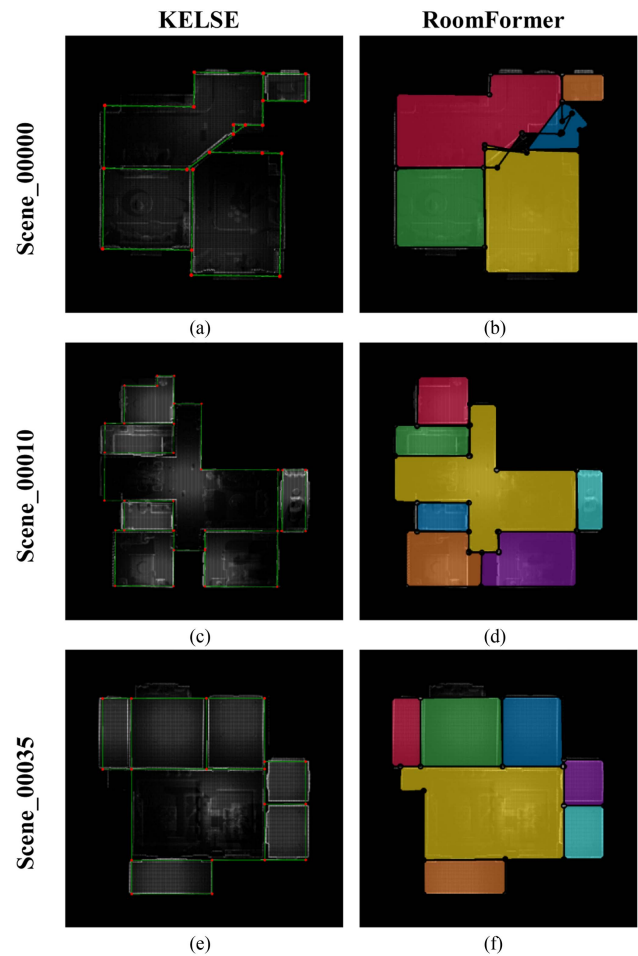 KELSE RoomFormer
Scene_00000
(a) (b)
Scene_00010
(c) (d)
Scene_00035
(e) (f)